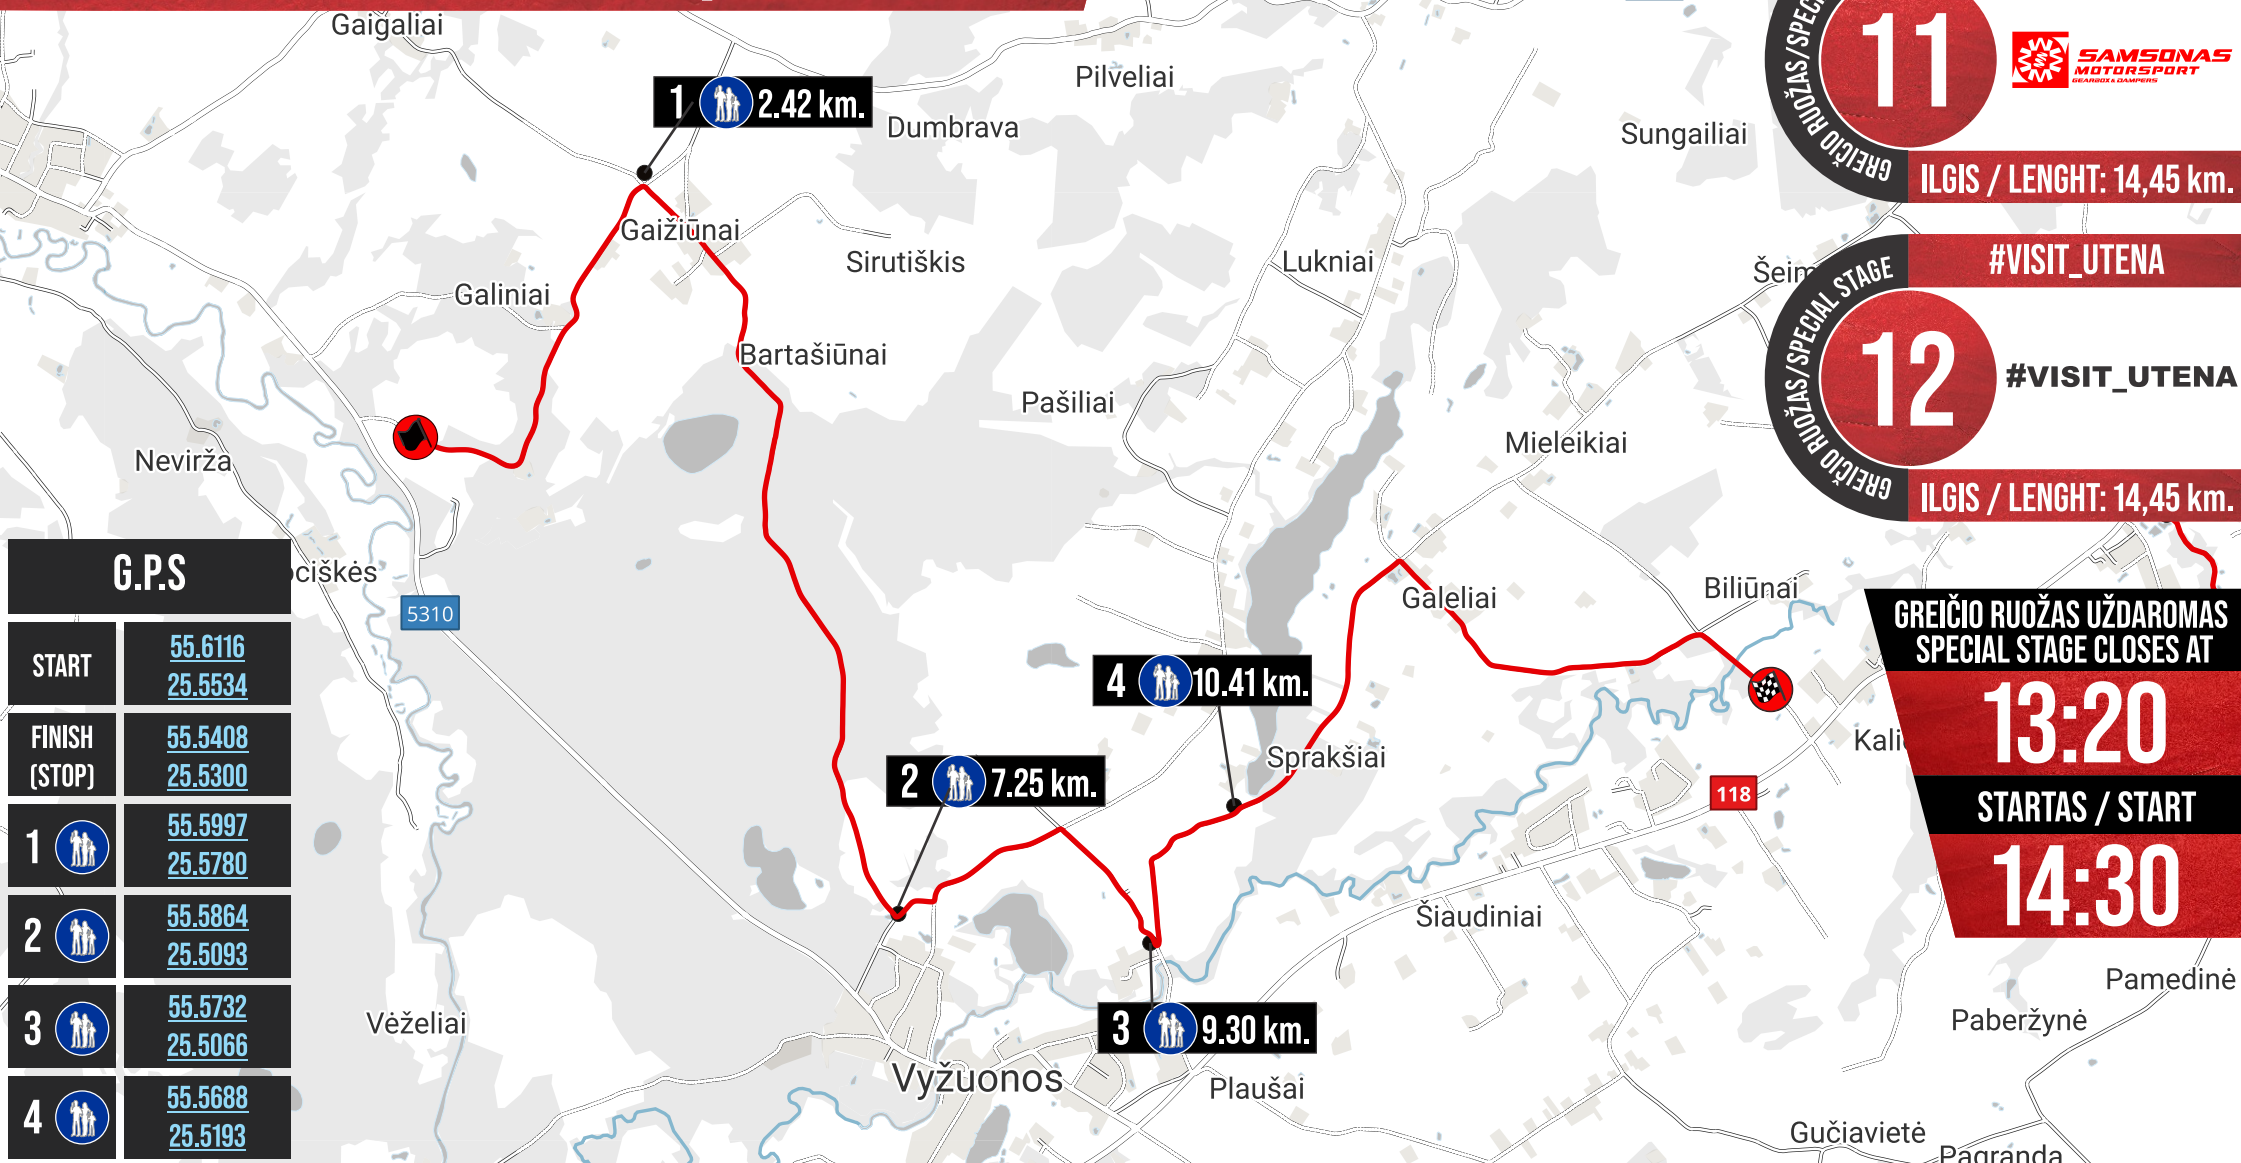 Gaigaliai
Pilveliai
1 2.42 km.
Dumbrava
Sungailiai
Gaižiūnai
Sirutiškis
Lukniai
Galiniai
Bartašiūnai
Pašiliai
Mieleikiai
Nevirža
5310
Galeliai
Biliūnai
4 10.41 km.
Sprakšiai
2 7.25 km.
118
Šiaudiniai
Vėželiai
3 9.30 km.
Vyžuonos
Plaušai
Pamedinė
Paberžynė
Gučiavietė
Pagranda
GREIČIO RUOŽAS/SPECI
11
SAMSONAS
MOTORSPORT
GEARBOX & DAMPERS
ILGIS / LENGHT: 14,45 km.
#VISIT_UTENA
GREIČIO RUOŽAS/SPECIAL STAGE
12
#VISIT_UTENA
ILGIS / LENGHT: 14,45 km.
GREIČIO RUOŽAS UŽDAROMAS
SPECIAL STAGE CLOSES AT
13:20
STARTAS / START
14:30
G.P.S
START
55.6116
25.5534
FINISH
(STOP)
55.5408
25.5300
1
55.5997
25.5780
2
55.5864
25.5093
3
55.5732
25.5066
4
55.5688
25.5193